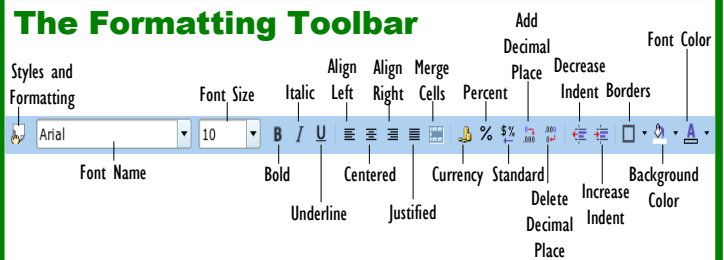 The Formatting Toolbar
Add
Decimal
Place
Font Color
Styles and
Formatting
Font Size
Italic
Align
Left
Align
Right
Merge
Cells
Percent
Decrease
Indent
Borders
Arial
10
B I U
% $%
.000
.000
A
Font Name
Bold
Underline
Centered
Justified
Currency
Standard
Delete
Decimal
Place
Increase
Indent
Background
Color